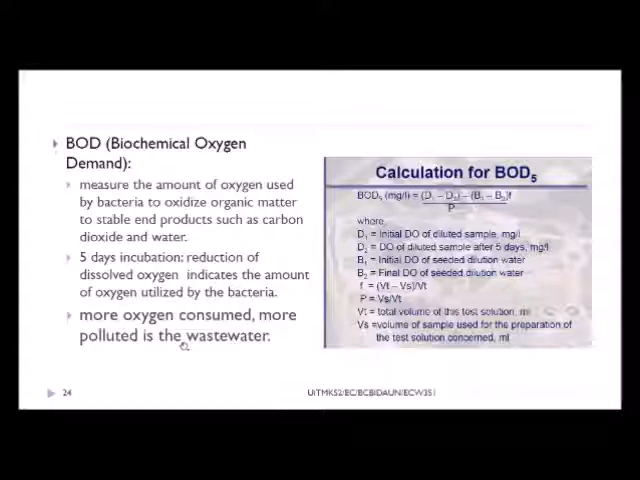 BOD (Biochemical Oxygen
Demand):
measure the amount of oxygen used
by bacteria to oxidize organic matter
to stable end products such as carbon
dioxide and water.
5 days incubation: reduction of
dissolved oxygen indicates the amount
of oxygen utilized by the bacteria.
more oxygen consumed, more
polluted is the wastewater.
Calculation for BOD₅
BOD₅ (mg/l) = (D₁ – D₂) – (B₁ – B₂)f
P
where,
D₁ = Initial DO of diluted sample, mg/l
D₂ = DO of diluted sample after 5 days, mg/l
B₁ = Initial DO of seeded dilution water
B₂ = Final DO of seeded dilution water
f = (Vt – Vs)/Vt
P = Vs/Vt
Vt = total volume of this test solution, ml
Vs =volume of sample used for the preparation of
the test solution concerned, ml
24
UiTMKS2/EC/BCBIDAUN/ECW351